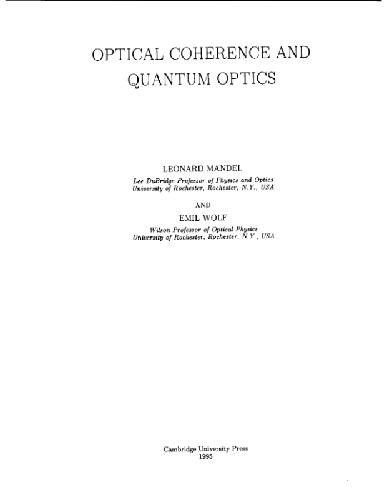 OPTICAL COHERENCE AND
QUANTUM OPTICS
LEONARD MANDEL
Lee DuBridge Professor of Physics and Optics
University of Rochester, Rochester, N.Y., USA
AND
EMIL WOLF
Wilson Professor of Optical Physics
University of Rochester, Rochester, N.Y., USA
Cambridge University Press
1995